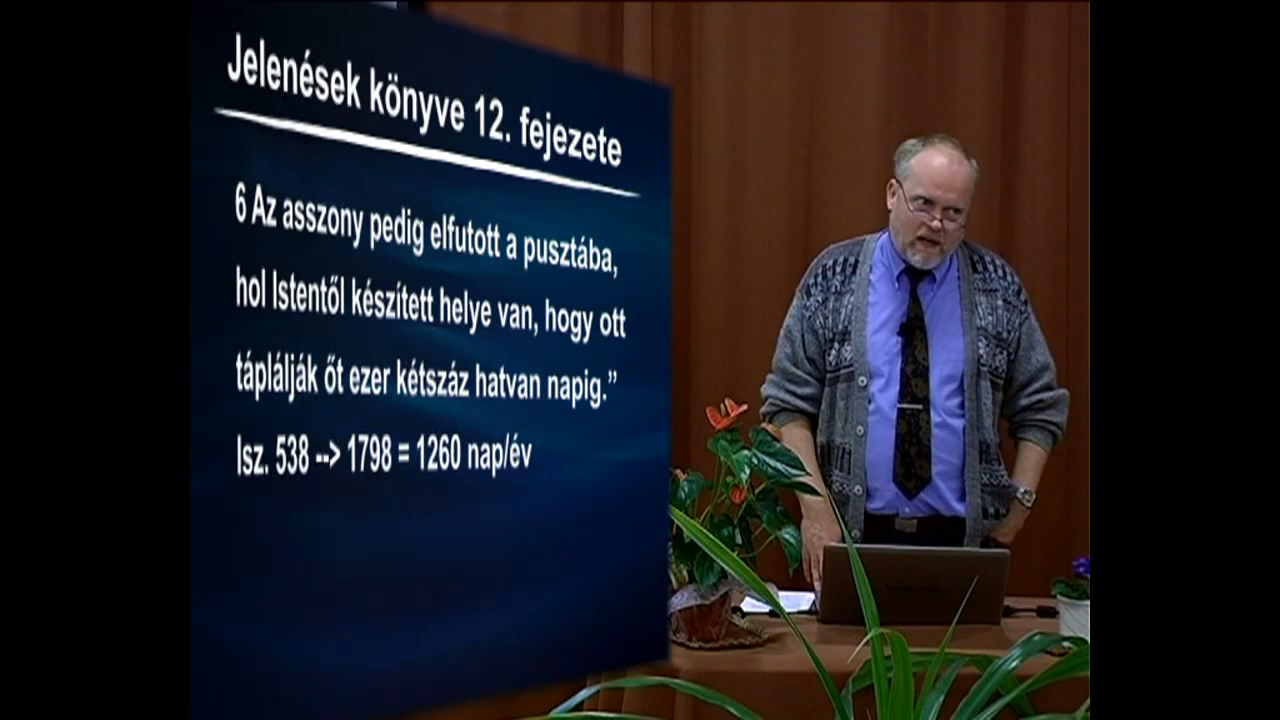 Jelenések könyve 12. fejezete
6 Az asszony pedig elfutott a pusztába,
hol Istentől készített helye van, hogy ott
táplálják őt ezer kétszáz hatvan napig.”
Isz. 538 --> 1798 = 1260 nap/év